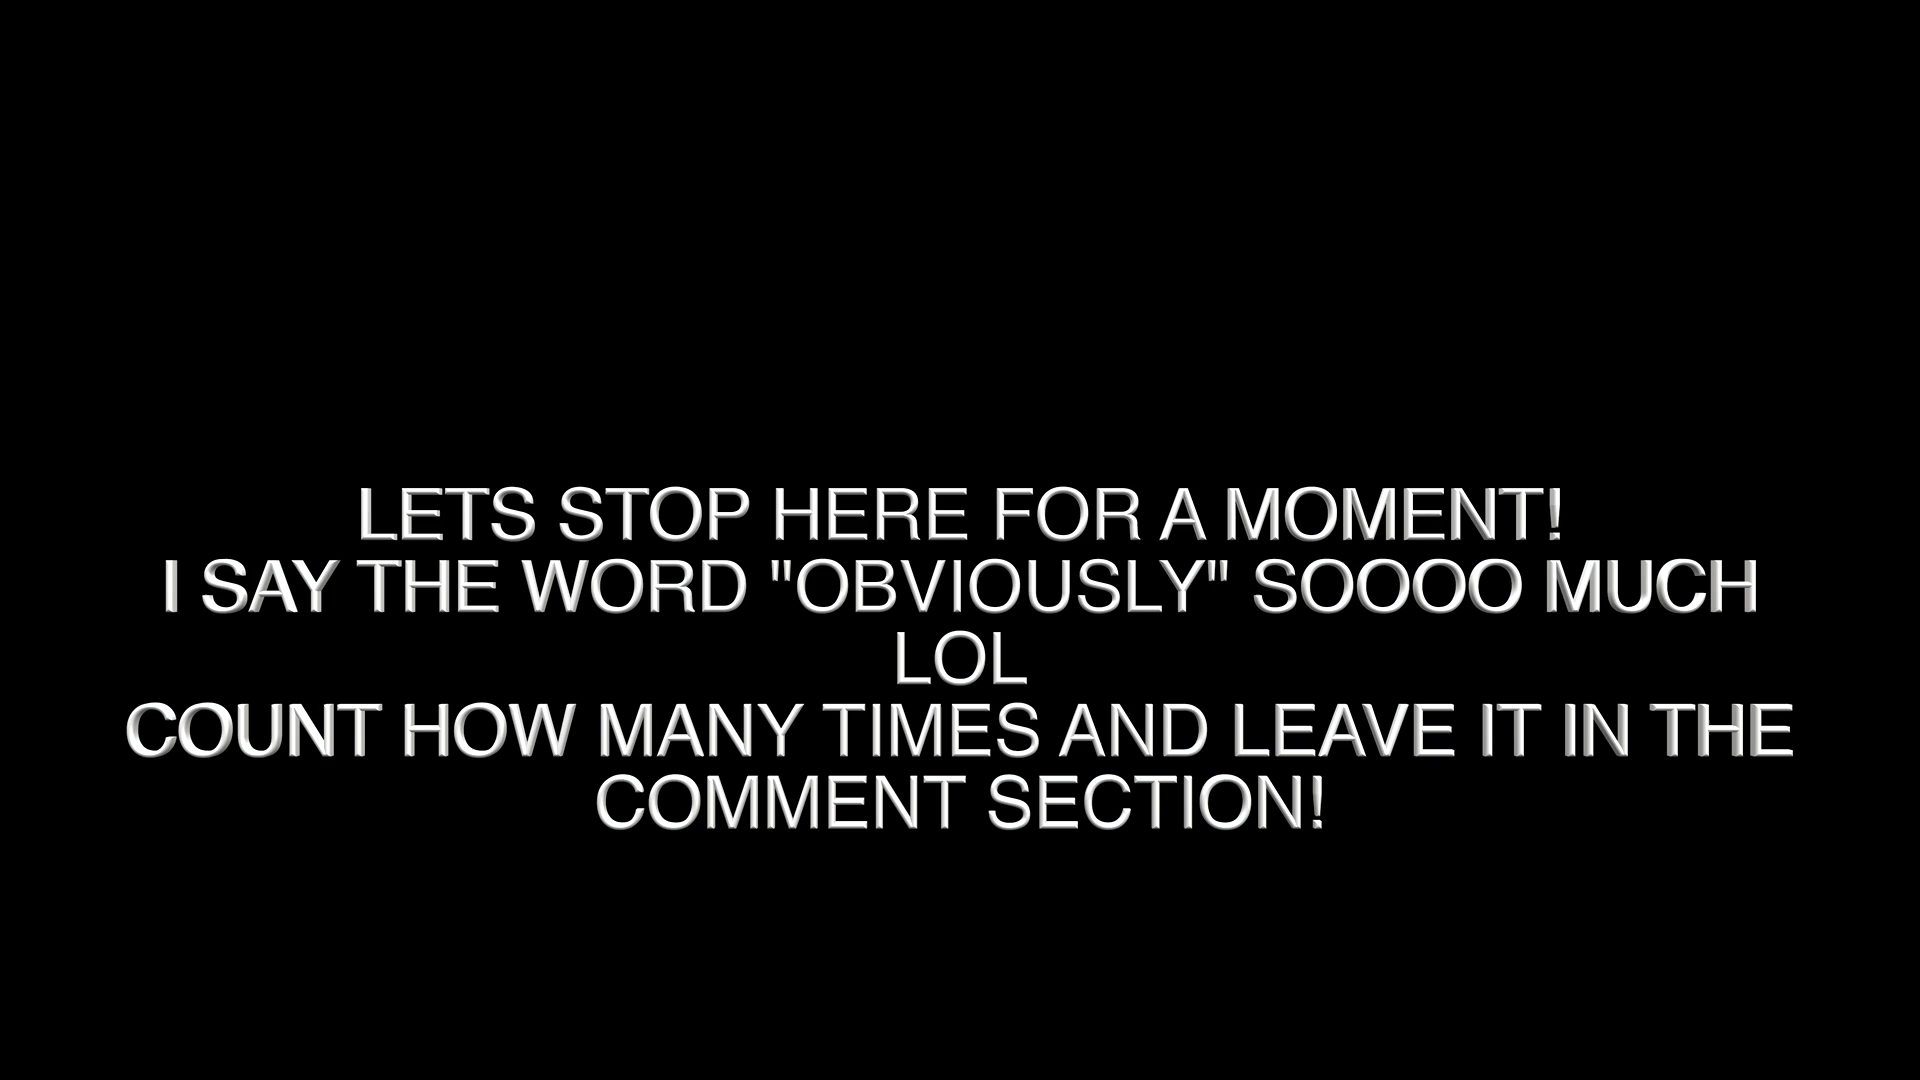 LETS STOP HERE FOR A MOMENT!
I SAY THE WORD "OBVIOUSLY" SOOOO MUCH
LOL
COUNT HOW MANY TIMES AND LEAVE IT IN THE
COMMENT SECTION!